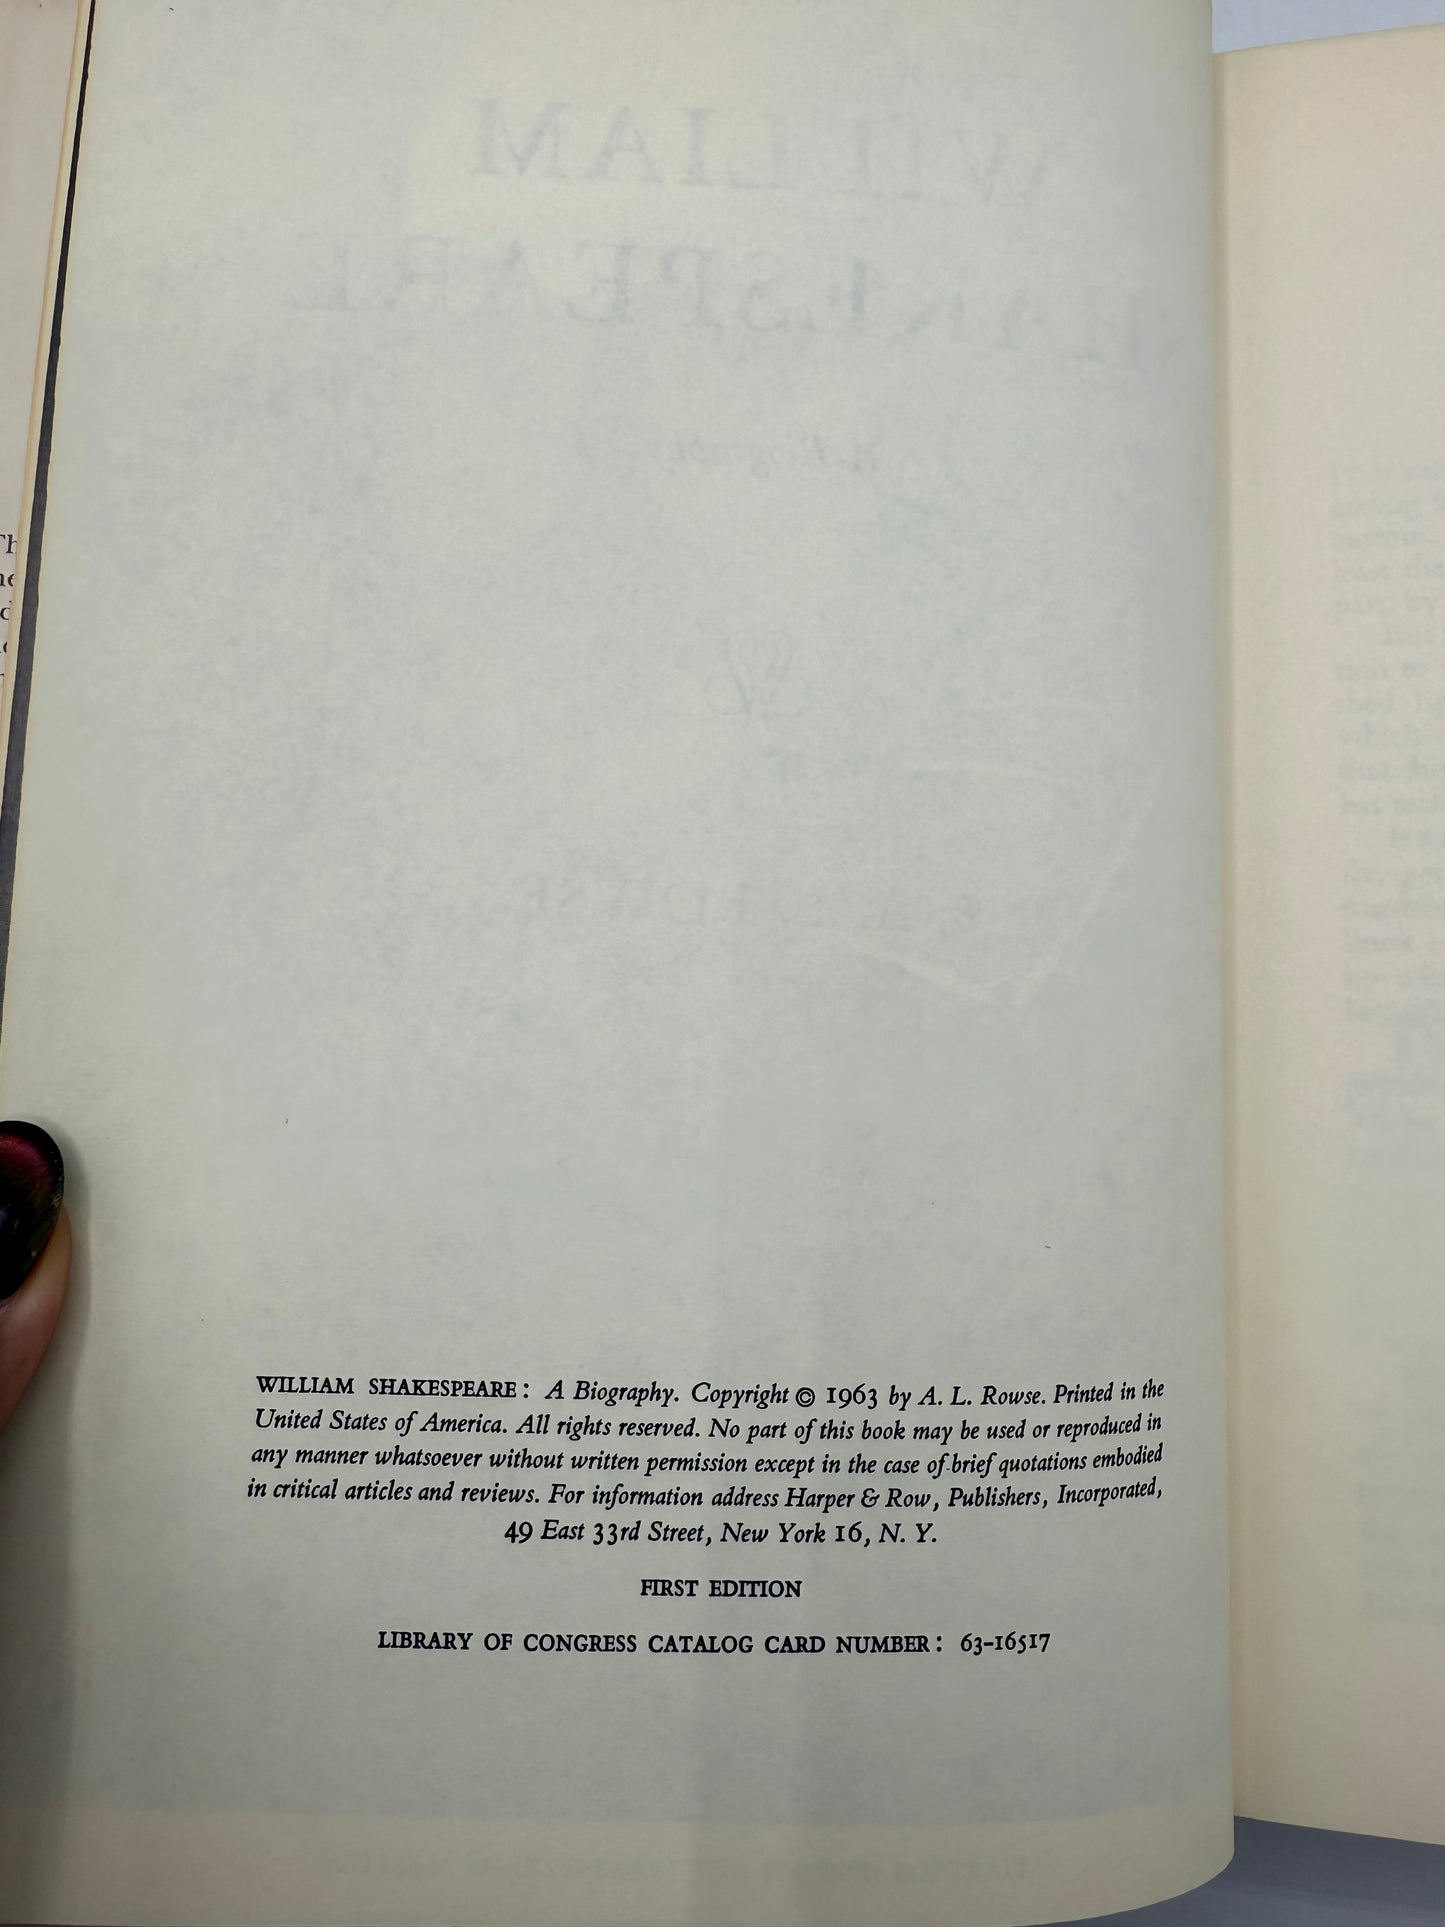 WILLIAM SHAKESPEARE: A Biography. Copyright © 1963 by A. L. Rowse. Printed in the
United States of America. All rights reserved. No part of this book may be used or reproduced in
any manner whatsoever without written permission except in the case of brief quotations embodied
in critical articles and reviews. For information address Harper & Row, Publishers, Incorporated,
49 East 33rd Street, New York 16, N. Y.
FIRST EDITION
LIBRARY OF CONGRESS CATALOG CARD NUMBER: 63-16517